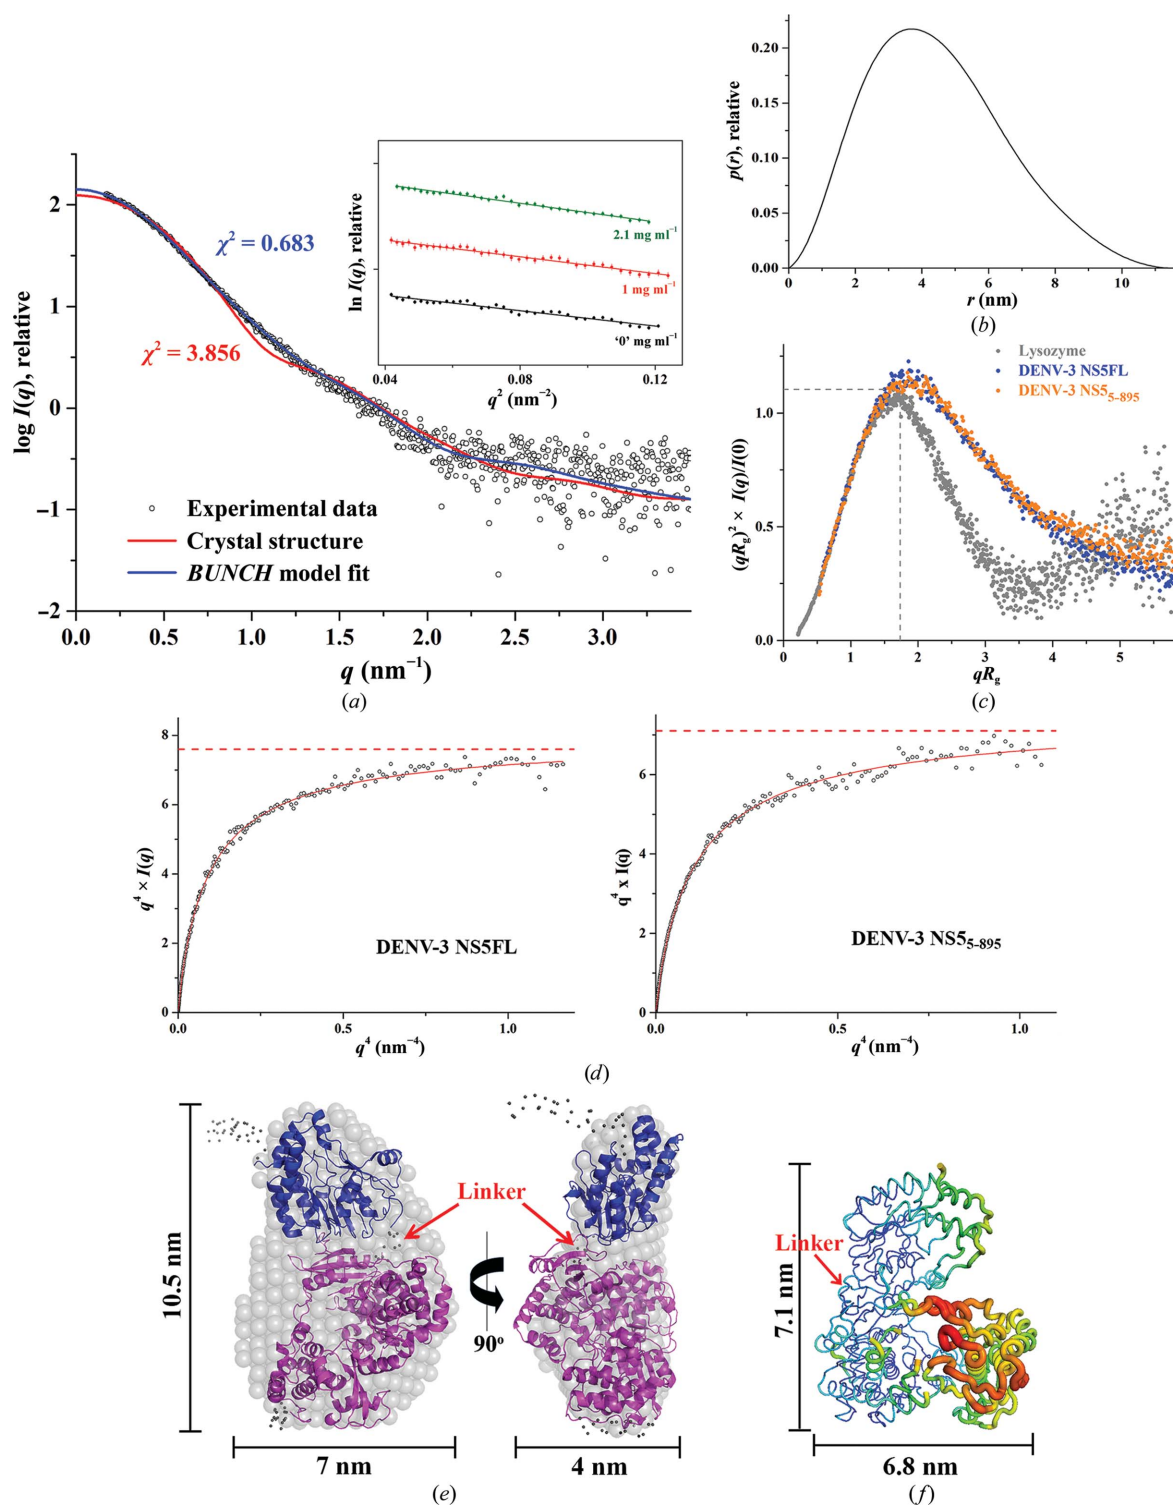 log I(q), relative
2
1
0
−1
−2
0.0 0.5 1.0 1.5 2.0 2.5 3.0
q (nm⁻¹)
(a)
χ² = 0.683
χ² = 3.856
Experimental data
Crystal structure
BUNCH model fit
ln I(q), relative
2.1 mg ml⁻¹
1 mg ml⁻¹
‘0’ mg ml⁻¹
0.04 0.08 0.12
q² (nm⁻²)
p(r), relative
0.20
0.15
0.10
0.05
0.00
0 2 4 6 8 10
r (nm)
(b)
Lysozyme
DENV-3 NS5FL
DENV-3 NS5₅₋₈₉₅
(qRg)² × I(q)/I(0)
1.0
0.5
0.0
0 1 2 3 4 5
qRg
(c)
q⁴ × I(q)
8
6
4
2
0
DENV-3 NS5FL
0.0 0.5 1.0
q⁴ (nm⁻⁴)
q⁴ x I(q)
6
4
2
0
DENV-3 NS5₅₋₈₉₅
0.0 0.5 1.0
q⁴ (nm⁻⁴)
(d)
10.5 nm
Linker
90º
7 nm
4 nm
(e)
Linker
7.1 nm
6.8 nm
(f)